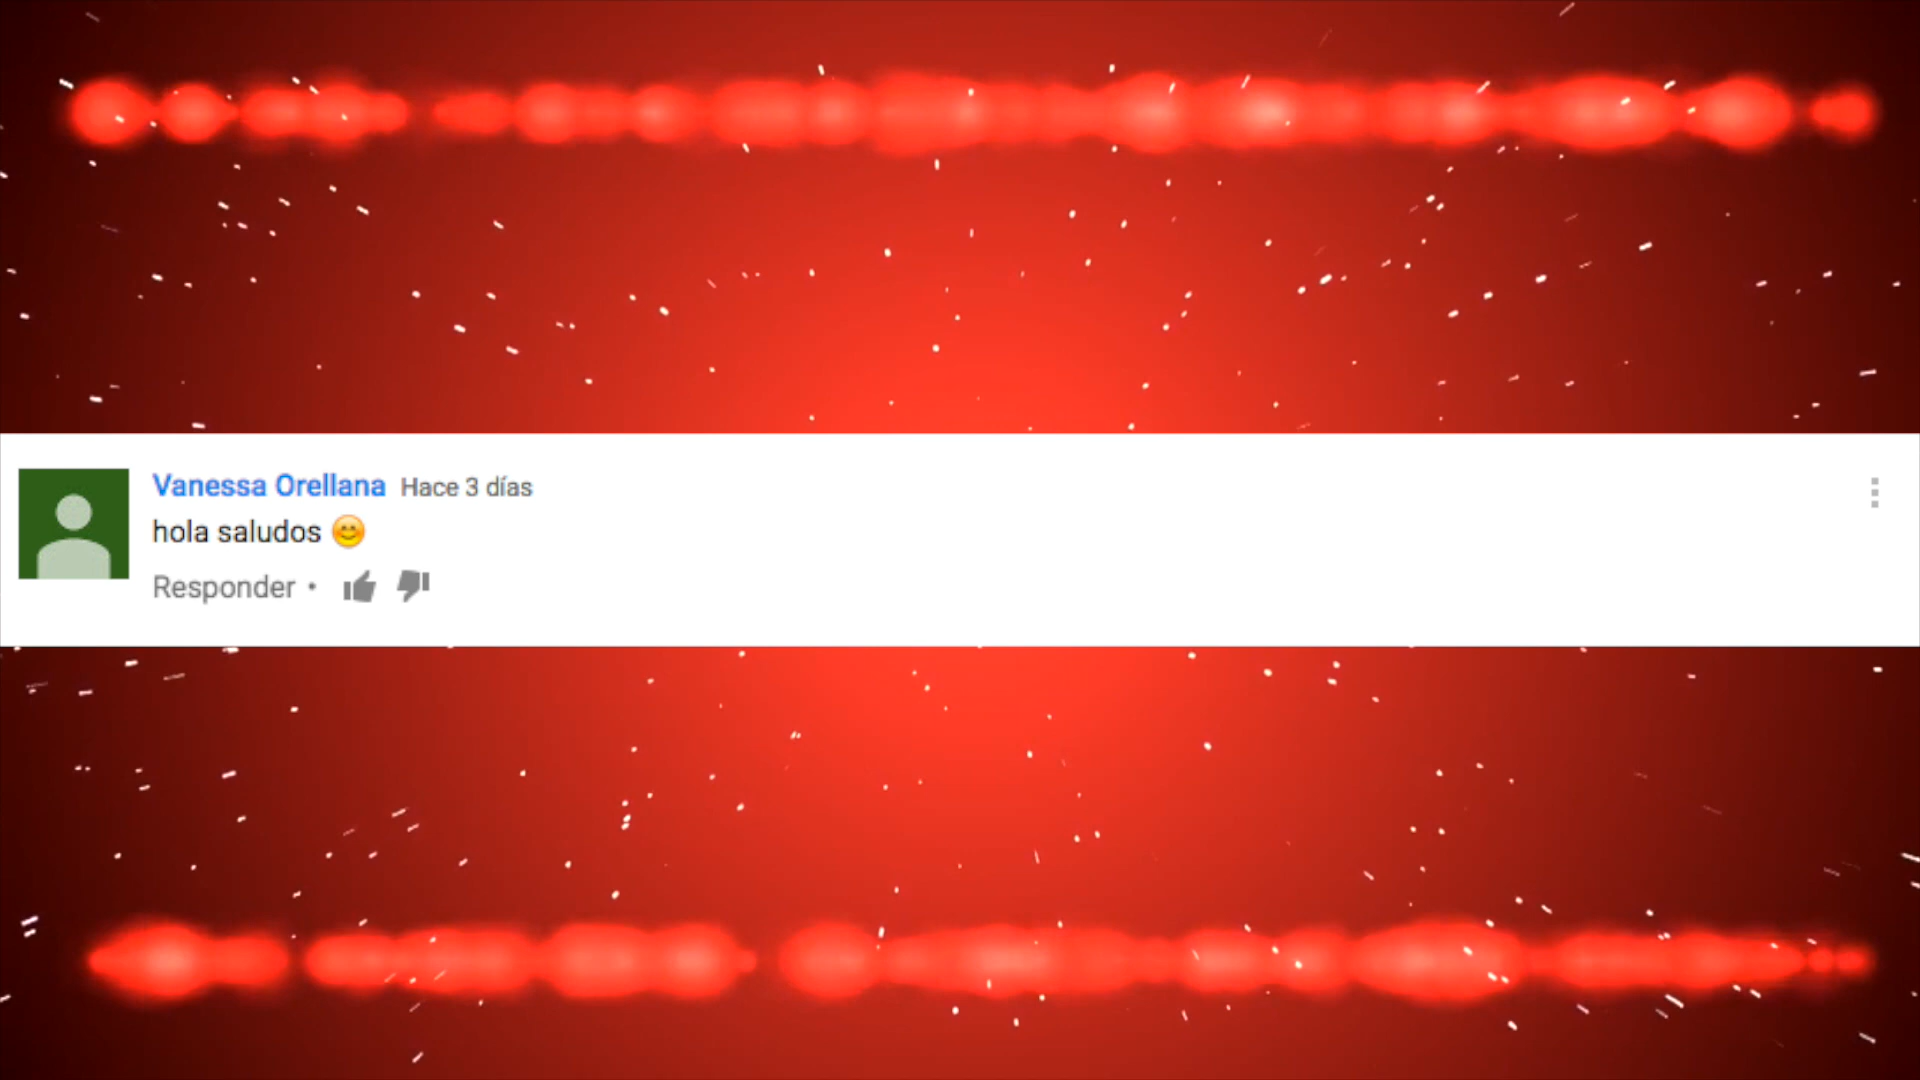 Vanessa Orellana Hace 3 días
hola saludos 😊
Responder •